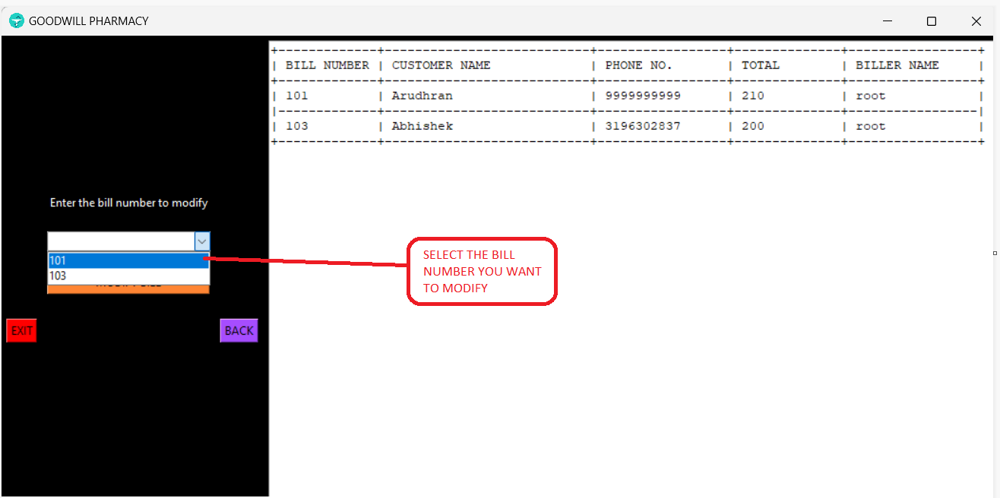 GOODWILL PHARMACY
+-------------+---------------------------+-----------------+--------------+-----------------+
| BILL NUMBER | CUSTOMER NAME             | PHONE NO.       | TOTAL        | BILLER NAME     |
+-------------+---------------------------+-----------------+--------------+-----------------+
| 101         | Arudhran                  | 9999999999      | 210          | root            |
|-------------+---------------------------+-----------------+--------------+-----------------|
| 103         | Abhishek                  | 3196302837      | 200          | root            |
+-------------+---------------------------+-----------------+--------------+-----------------+
Enter the bill number to modify
101
103
EXIT
BACK
SELECT THE BILL
NUMBER YOU WANT
TO MODIFY